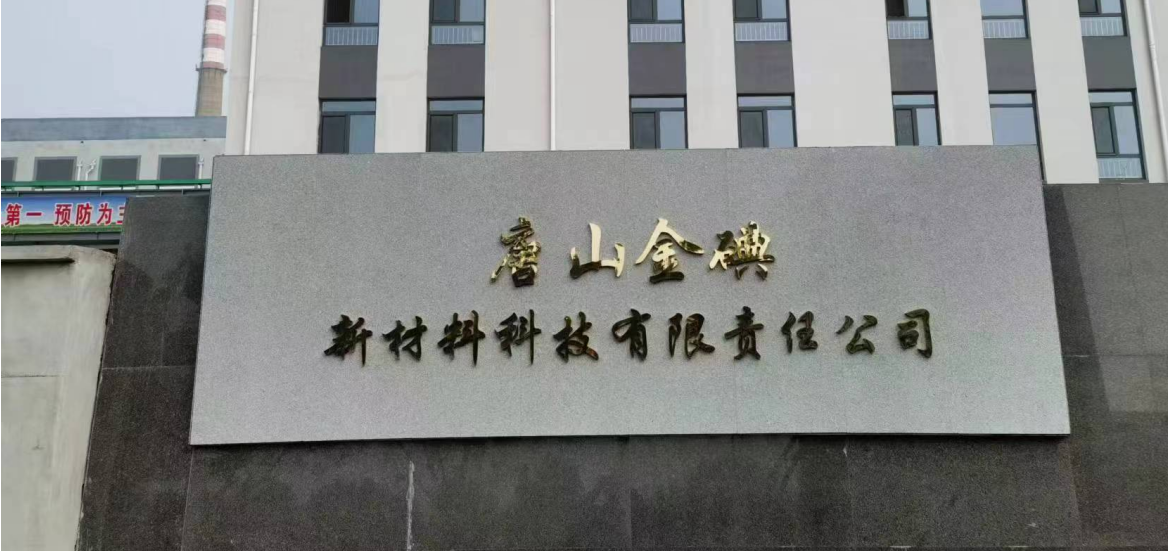 第一 预防为主
唐山金碘
新材料科技有限责任公司